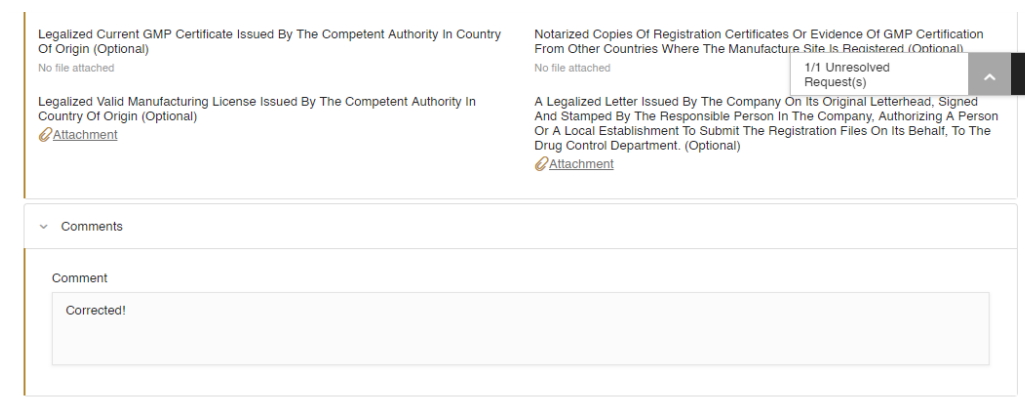 Legalized Current GMP Certificate Issued By The Competent Authority In Country
Of Origin (Optional)
No file attached
Notarized Copies Of Registration Certificates Or Evidence Of GMP Certification
From Other Countries Where The Manufacture Site Is Registered (Optional)
No file attached
1/1 Unresolved
Request(s)
Legalized Valid Manufacturing License Issued By The Competent Authority In
Country Of Origin (Optional)
Attachment
A Legalized Letter Issued By The Company On Its Original Letterhead, Signed
And Stamped By The Responsible Person In The Company, Authorizing A Person
Or A Local Establishment To Submit The Registration Files On Its Behalf, To The
Drug Control Department. (Optional)
Attachment
Comments
Comment
Corrected!